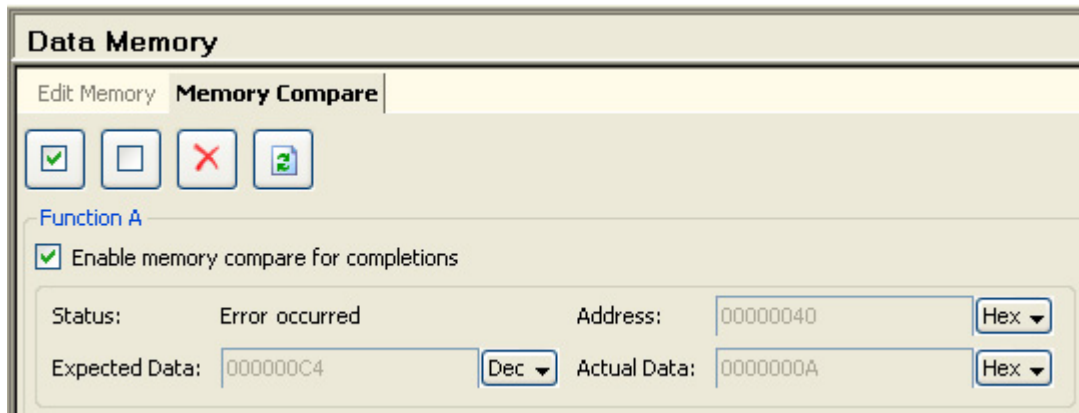 Data Memory
Edit Memory Memory Compare
Function A
Enable memory compare for completions
Status: Error occurred Address: 00000040 Hex
Expected Data: 000000C4 Dec Actual Data: 0000000A Hex